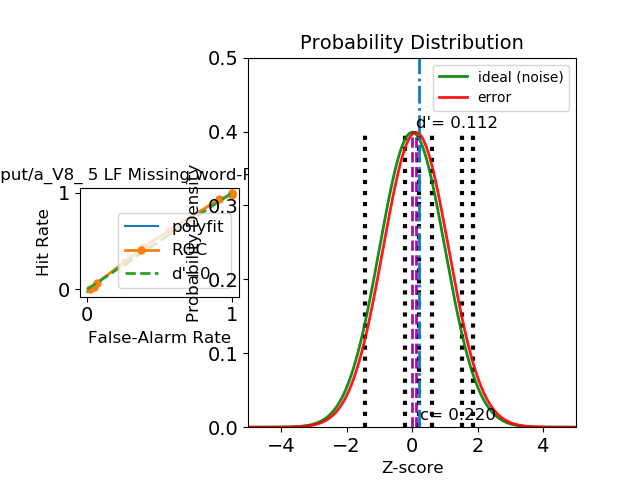 Probability Distribution
put/a_V8_ 5 LF Missing word-F
Hit Rate
1
0
polyfit
ROC
d'=0
0
1
False-Alarm Rate
Probability Density
0.5
0.4
0.3
0.2
0.1
0.0
ideal (noise)
error
d'= 0.112
c= 0.220
−4
−2
0
2
4
Z-score